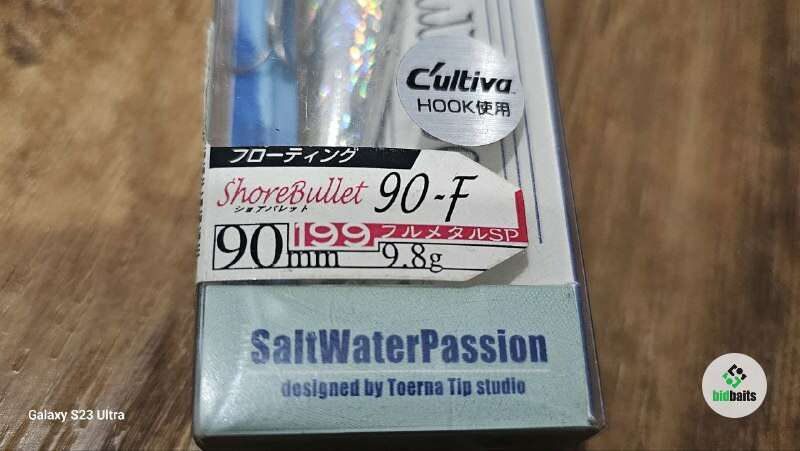 C'ultiva
HOOK使用
フローティング
ShoreBullet 90-F
ショアバレット
199 フルメタルSP
90mm 9.8g
SaltWaterPassion
designed by Toerna Tip studio
Galaxy S23 Ultra
bidbaits